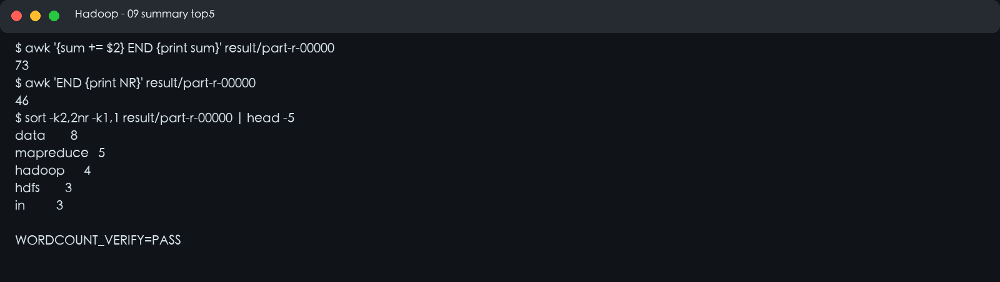 Hadoop - 09 summary top5
$ awk '{sum += $2} END {print sum}' result/part-r-00000
73
$ awk 'END {print NR}' result/part-r-00000
46
$ sort -k2,2nr -k1,1 result/part-r-00000 | head -5
data 8
mapreduce 5
hadoop 4
hdfs 3
in 3
WORDCOUNT_VERIFY=PASS